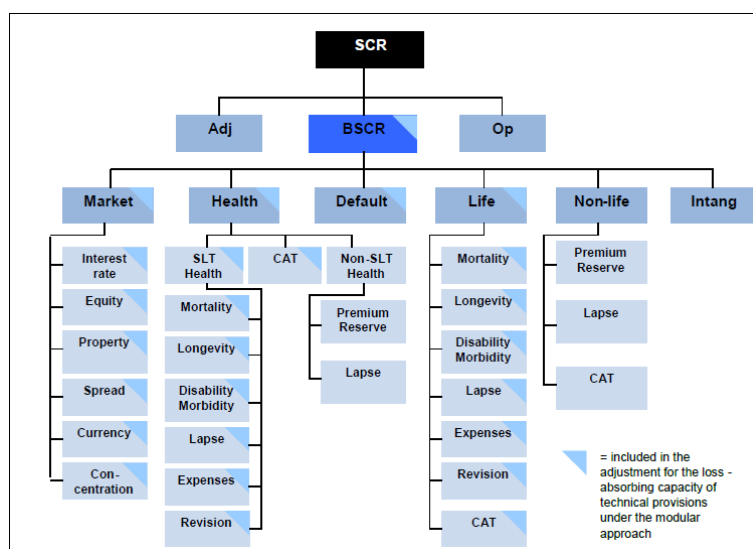 SCR
Adj
BSCR
Op
Market
Health
Default
Life
Non-life
Intang
Interest
rate
Equity
Property
Spread
Currency
Con-
centration
SLT
Health
CAT
Non-SLT
Health
Mortality
Longevity
Disability
Morbidity
Lapse
Expenses
Revision
Premium
Reserve
Lapse
Mortality
Longevity
Disability
Morbidity
Lapse
Expenses
Revision
CAT
Premium
Reserve
Lapse
CAT
= included in the
adjustment for the loss -
absorbing capacity of
technical provisions
under the modular
approach